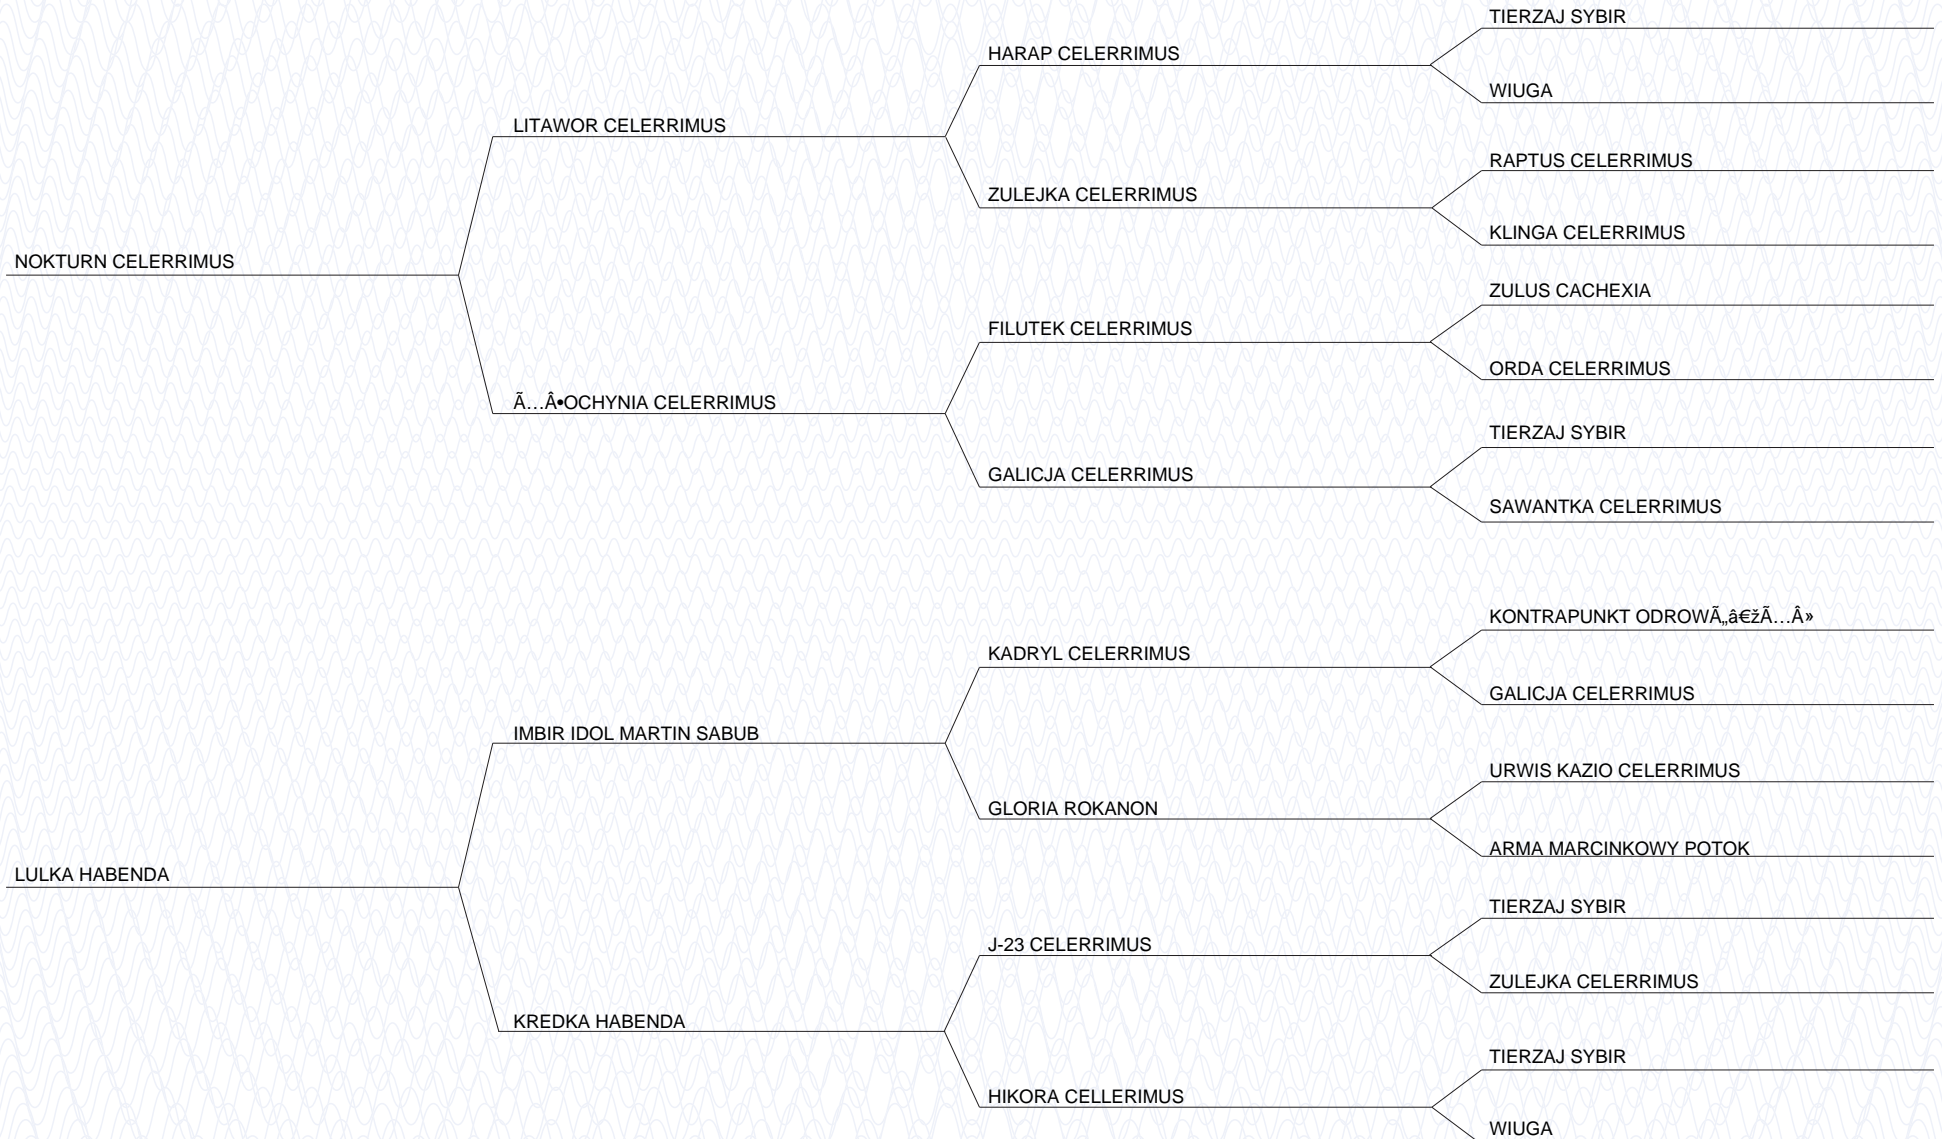 TIERZAJ SYBIR
HARAP CELERRIMUS
WIUGA
LITAWOR CELERRIMUS
RAPTUS CELERRIMUS
ZULEJKA CELERRIMUS
KLINGA CELERRIMUS
NOKTURN CELERRIMUS
ZULUS CACHEXIA
FILUTEK CELERRIMUS
ORDA CELERRIMUS
Ã…Â•OCHYNIA CELERRIMUS
TIERZAJ SYBIR
GALICJA CELERRIMUS
SAWANTKA CELERRIMUS
KONTRAPUNKT ODROWÃ„â€žÃ…Â»
KADRYL CELERRIMUS
GALICJA CELERRIMUS
IMBIR IDOL MARTIN SABUB
URWIS KAZIO CELERRIMUS
GLORIA ROKANON
ARMA MARCINKOWY POTOK
LULKA HABENDA
TIERZAJ SYBIR
J-23 CELERRIMUS
ZULEJKA CELERRIMUS
KREDKA HABENDA
TIERZAJ SYBIR
HIKORA CELLERIMUS
WIUGA